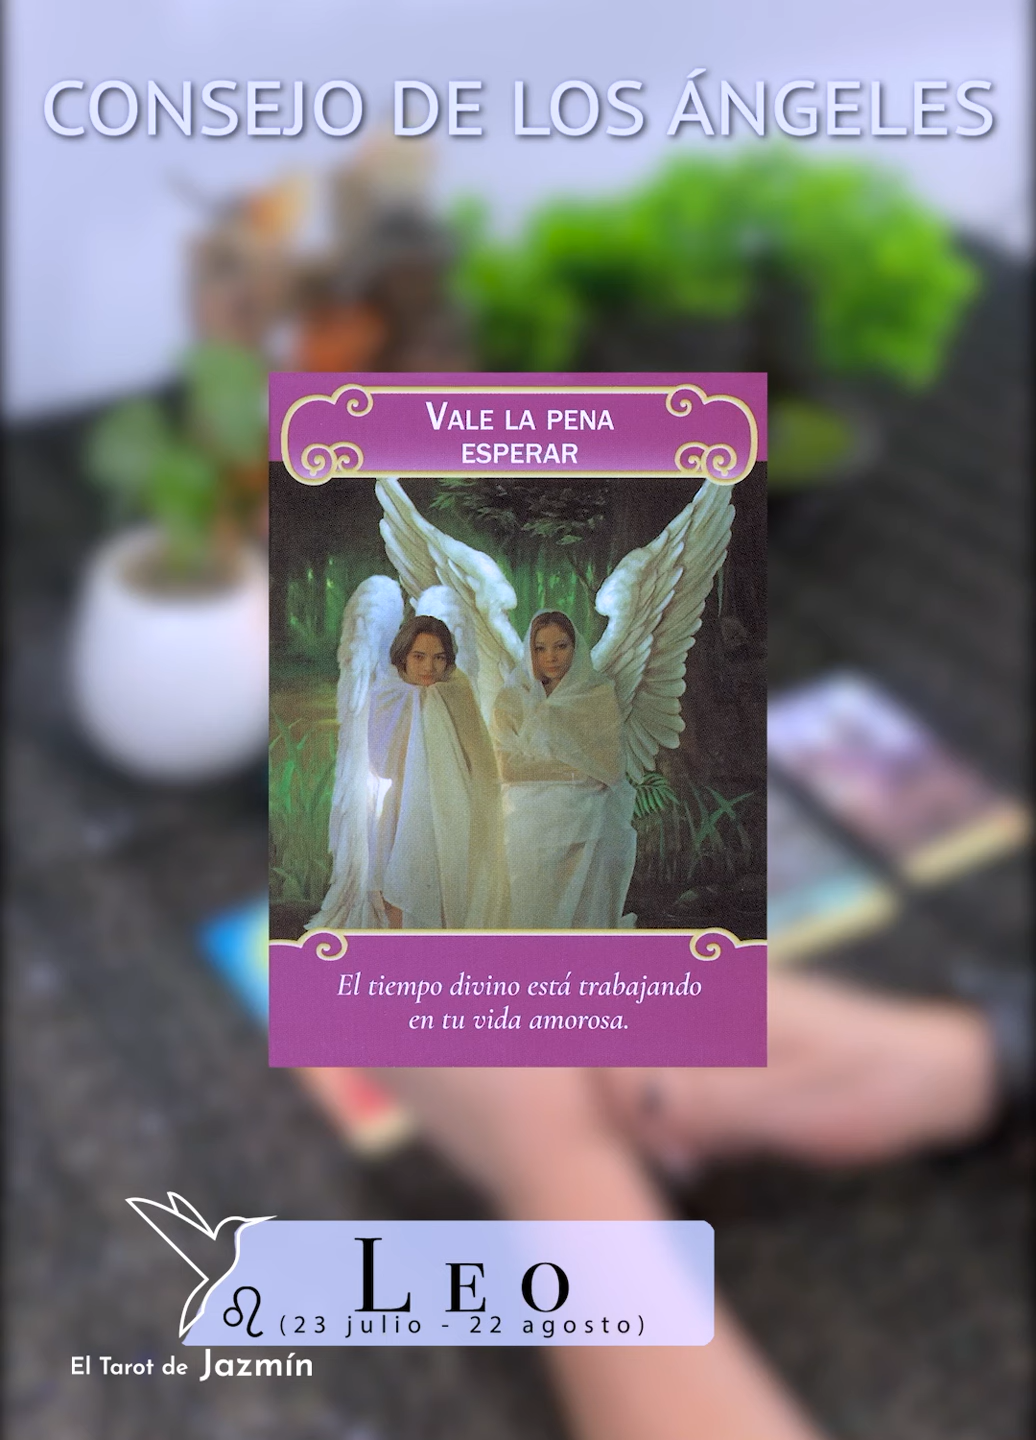 CONSEJO DE LOS ÁNGELES
VALE LA PENA
ESPERAR
El tiempo divino está trabajando
en tu vida amorosa.
LEO
♌ (23 julio - 22 agosto)
El Tarot de Jazmín